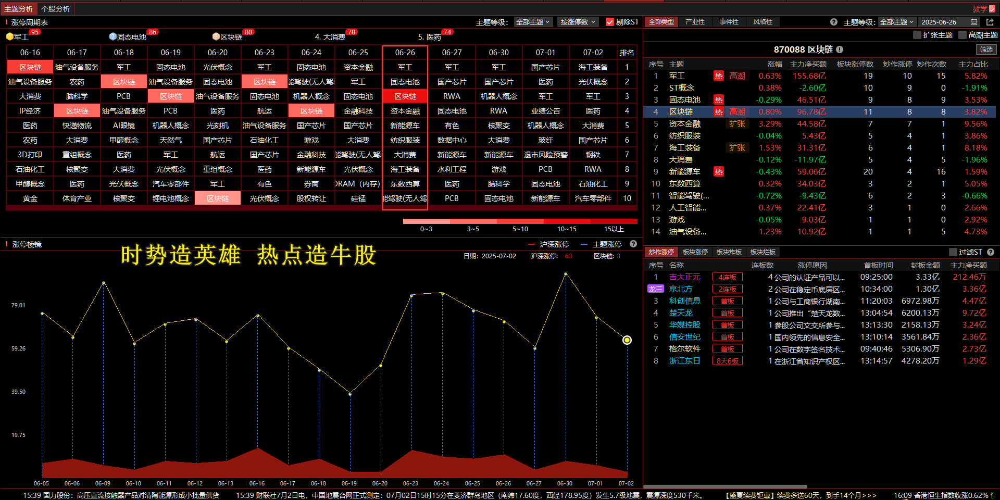 主题分析 个股分析 教学
涨停周期表 主题等级： 全部主题 按涨停数 剔除ST
1 军工 95 2 固态电池 86 3 区块链 80 4. 大消费 78 5. 医药 74
06-16 06-17 06-18 06-19 06-20 06-23 06-24 06-25 06-26 06-27 06-30 07-01 07-02 排名
区块链 油气设备服务 军工 固态电池 光伏概念 军工 固态电池 资本金融 军工 军工 军工 国产芯片 海工装备 1
油气设备服务 农药 区块链 油气设备服务 固态电池 区块链 能驾驶(无人驾 军工 固态电池 国产芯片 国产芯片 医药 光伏概念 2
大消费 脑科学 PCB 区块链 油气设备服务 固态电池 机器人概念 固态电池 区块链 RWA 机器人概念 军工 军工 3
IP经济 区块链 油气设备服务 PCB 医药 航运 区块链 金融科技 资本金融 固态电池 RWA 业绩公告 医药 4
医药 快递物流 AI眼镜 机器人概念 光刻机 油气设备服务 国产芯片 国产芯片 新能源车 有色 核聚变 机器人概念 大消费 5
农药 大消费 甲醇概念 天然气 国产芯片 石油化工 游戏 大消费 纺织服装 数据中心 大消费 玻纤 国产芯片 6
3D打印 重组概念 医药 军工 航运 国产芯片 金融科技 能驾驶(无人驾 大消费 新能源车 新能源车 退市风险预警 钢铁 7
石油化工 核聚变 大消费 光伏概念 重组概念 医药 新能源车 光伏概念 海工装备 水利工程 游戏 PCB RWA 8
甲醇概念 医药 光伏概念 汽车零部件 军工 有色 券商 DRAM（内存） 东数西算 医药 脑科学 固态电池 石油化工 9
黄金 体育产业 核聚变 锂电池概念 区块链 光伏概念 股权转让 硅锰 能驾驶(无人驾 PCB 固态电池 新能源车 汽车零部件 10
0~3 3~5 5~10 10~15 15以上
涨停棱镜 沪深涨停 主题涨停
时势造英雄 热点造牛股
日期：2025-07-02 沪深涨停: 63 区块链: 3
79.01
59.26
39.50
19.75
06-05 06-06 06-09 06-10 06-11 06-12 06-13 06-16 06-17 06-18 06-19 06-20 06-23 06-24 06-25 06-26 06-27 06-30 07-01 07-02
全部类型 产业性 事件性 风格性 主题等级： 全部主题 2025-06-26
扩张主题 高潮主题
870088 区块链 筛选
序号 主题 涨幅 主力净买额 板块涨停数 炒作涨停 炒作次数 主力占比
1 军工 热 高潮 0.63% 155.68亿 19 10 15 5.82%
2 ST概念 0.38% -2.60亿 10 9 0 -1.91%
3 固态电池 热 -0.29% 46.51亿 9 8 9 3.53%
4 区块链 热 高潮 0.80% 96.78亿 11 8 8 3.82%
5 资本金融 扩张 3.29% 44.58亿 7 7 1 9.56%
6 纺织服装 -0.04% 5.43亿 5 4 1 3.86%
7 海工装备 扩张 1.53% 31.31亿 6 4 1 8.18%
8 大消费 -0.12% -11.97亿 5 4 5 -1.96%
9 新能源车 热 -0.43% 59.06亿 20 4 16 1.59%
10 东数西算 0.32% 34.03亿 3 2 1 5.05%
11 智能驾驶(... -0.72% -9.43亿 6 2 3 -0.66%
12 人工智能... 0.37% 22.41亿 3 1 0 2.66%
13 游戏 -0.05% 9.03亿 1 1 0 2.92%
14 油气设备... 1.23% 10.92亿 1 1 5 4.73%
炒作涨停 板块涨停 板块炸板 板块烂板 过滤ST
序号 名称 连板数 涨停原因 首板时间 封板金额 主力净买额
1 吉大正元 4连板 4 公司的认证产品可以... 09:25:00 3.33亿 212.46万
龙三 京北方 2连板 2 公司在稳定币底层区... 10:34:00 1.30亿 3.36亿
3 科创信息 首板 1 公司与工商银行湖南... 11:20:03 6972.98万 4.47亿
4 楚天龙 首板 1 公司推出“楚天龙数... 13:04:54 6200.13万 9.72亿
5 华媒控股 首板 1 参股公司文交所参与... 13:13:30 2158.13万 3.24亿
6 信安世纪 首板 1 国内领先的信息安全... 13:10:14 3561.84万 2.36亿
7 格尔软件 首板 1 公司在数字签名技术... 09:40:46 5306.90万 2.73亿
8 浙江东日 8天6板 1 在浙江省知识产权区... 13:14:57 4278.20万 1.29亿
15:39 国力股份：高压直流接触器产品对清陶能源形成小批量供货 15:39 财联社7月2日电，中国地震台网正式测定：07月02日15时15分在斐济群岛地区（南纬17.60度，西经178.95度）发生5.7级地震，震源深度530千米。 【盛夏续费钜惠】续费多送60天，到手14个月>>> 16:09 香港恒生指数收涨0.62%